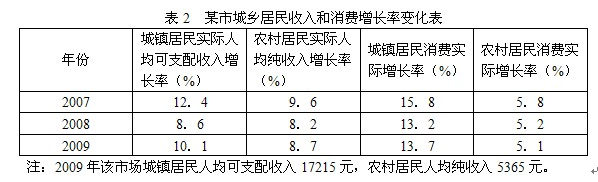 表 2 某市城乡居民收入和消费增长率变化表
年份 城镇居民实际人均可支配收入增长率（%） 农村居民实际人均纯收入增长率（%） 城镇居民消费实际增长率（%） 农村居民消费实际增长率（%）
2007 12．4 9．6 15．8 5．8
2008 8．6 8．2 13．2 5．2
2009 10．1 8．7 13．7 5．1
注：2009 年该市场城镇居民人均可支配收入 17215 元，农村居民人均纯收入 5365 元。